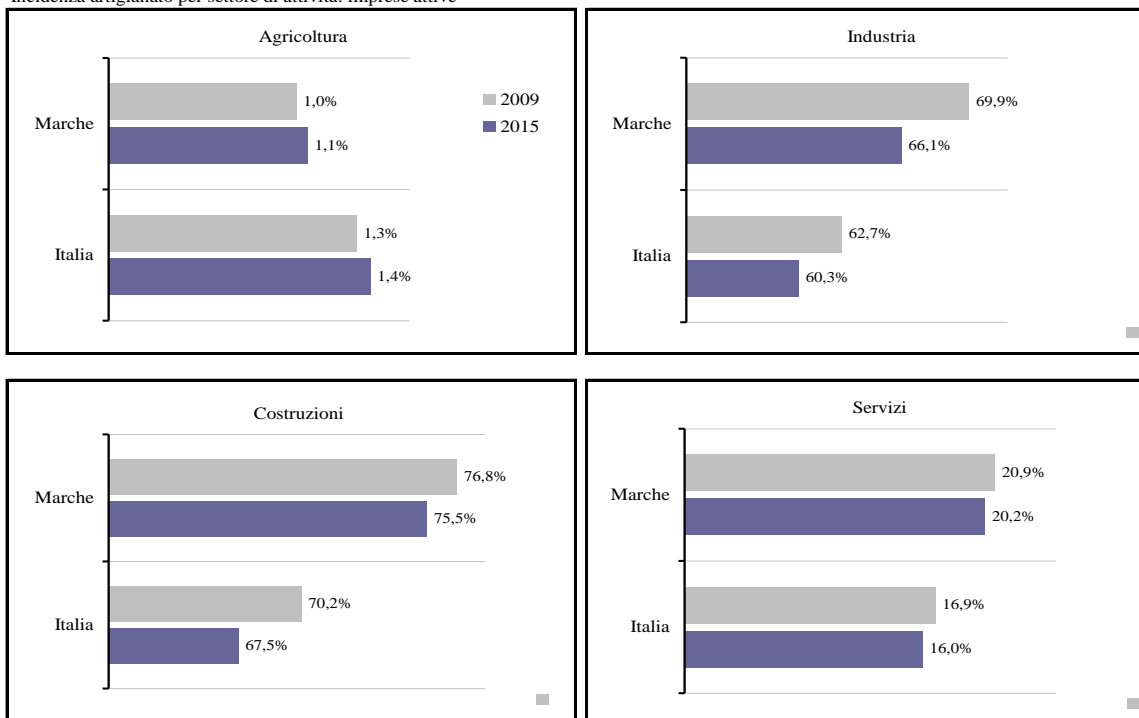 Incidenza artigianato per settore di attività: imprese attive
Agricoltura
Marche
1,0%
1,1%
Italia
1,3%
1,4%
2009
2015
Industria
Marche
69,9%
66,1%
Italia
62,7%
60,3%
Costruzioni
Marche
76,8%
75,5%
Italia
70,2%
67,5%
Servizi
Marche
20,9%
20,2%
Italia
16,9%
16,0%